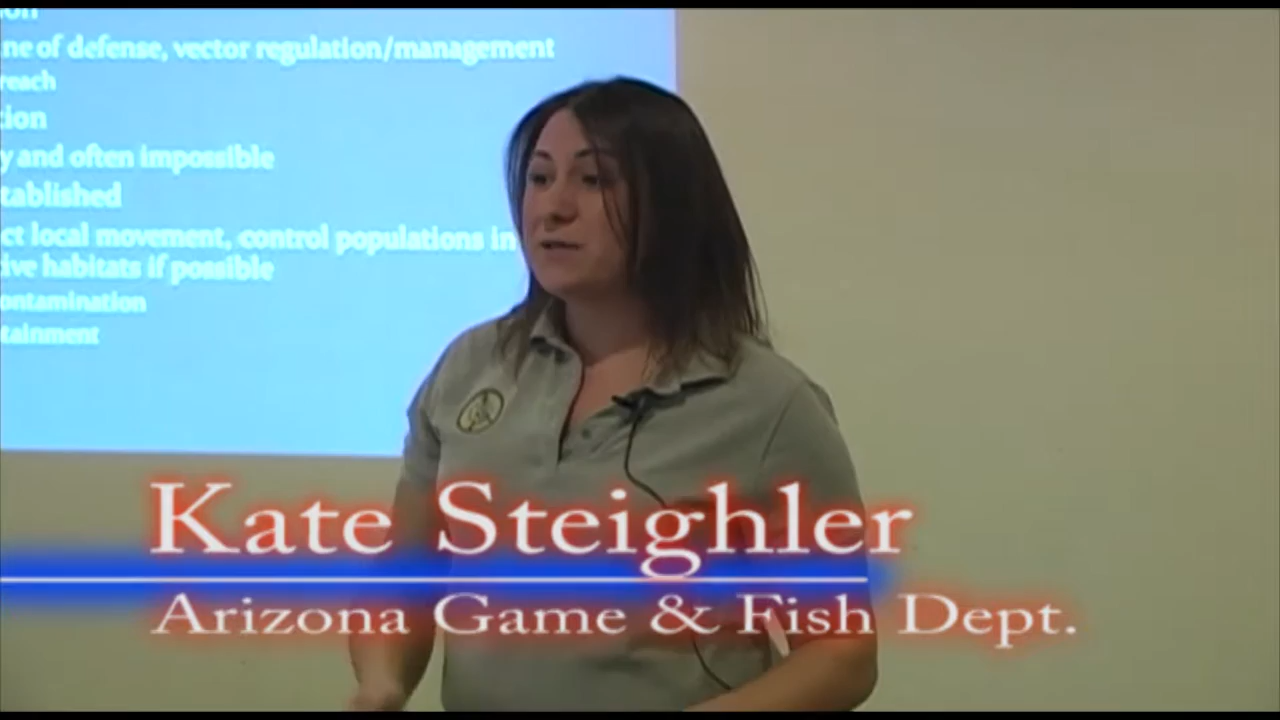 ne of defense, vector regulation/management
reach
tion
y and often impossible
tablished
ct local movement, control populations in
ive habitats if possible
ontamination
tainment
Kate Steighler
Arizona Game & Fish Dept.